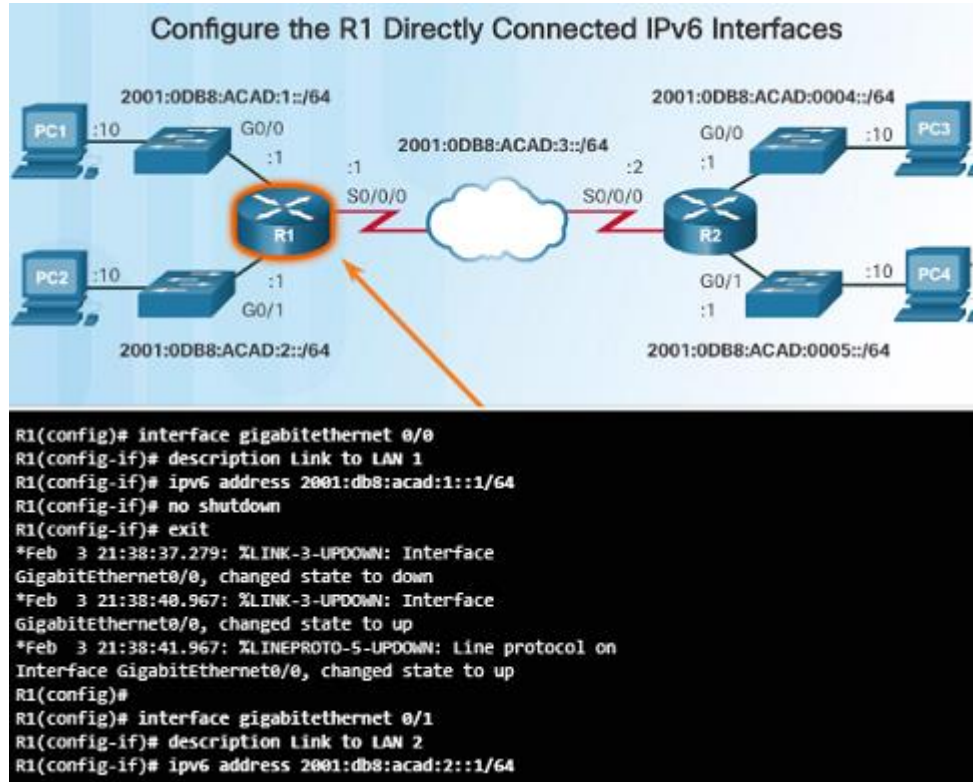 Configure the R1 Directly Connected IPv6 Interfaces
2001:0DB8:ACAD:1::/64
2001:0DB8:ACAD:0004::/64
PC1
:10
G0/0
:1
2001:0DB8:ACAD:3::/64
G0/0
:1
:10
PC3
:1
S0/0/0
:2
S0/0/0
R1
R2
PC2
:10
:1
G0/1
G0/1
:1
:10
PC4
2001:0DB8:ACAD:2::/64
2001:0DB8:ACAD:0005::/64
R1(config)# interface gigabitethernet 0/0
R1(config-if)# description Link to LAN 1
R1(config-if)# ipv6 address 2001:db8:acad:1::1/64
R1(config-if)# no shutdown
R1(config-if)# exit
*Feb  3 21:38:37.279: %LINK-3-UPDOWN: Interface
GigabitEthernet0/0, changed state to down
*Feb  3 21:38:40.967: %LINK-3-UPDOWN: Interface
GigabitEthernet0/0, changed state to up
*Feb  3 21:38:41.967: %LINEPROTO-5-UPDOWN: Line protocol on
Interface GigabitEthernet0/0, changed state to up
R1(config)#
R1(config)# interface gigabitethernet 0/1
R1(config-if)# description Link to LAN 2
R1(config-if)# ipv6 address 2001:db8:acad:2::1/64